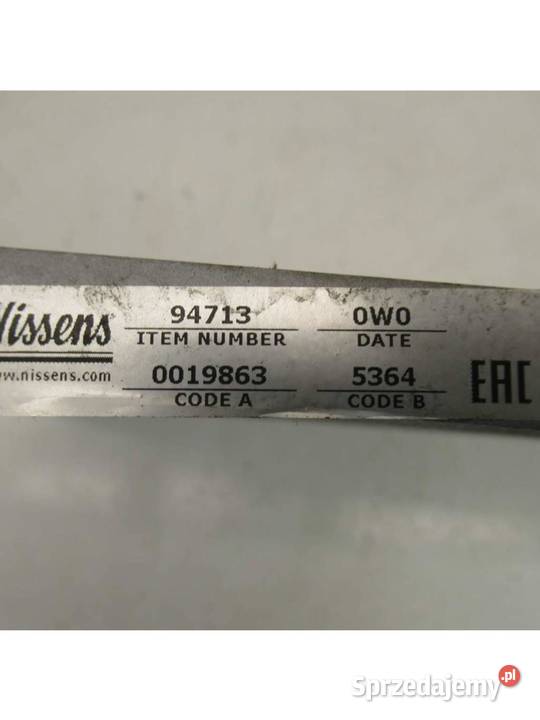 Nissens
www.nissens.com
94713
ITEM NUMBER
0W0
DATE
0019863
CODE A
5364
CODE B
EAC
Sprzedajemy.pl